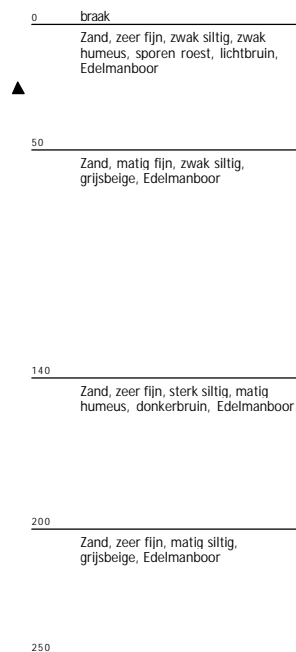 0 braak
Zand, zeer fijn, zwak siltig, zwak
humeus, sporen roest, lichtbruin,
Edelmanboor
50
Zand, matig fijn, zwak siltig,
grijsbeige, Edelmanboor
140
Zand, zeer fijn, sterk siltig, matig
humeus, donkerbruin, Edelmanboor
200
Zand, zeer fijn, matig siltig,
grijsbeige, Edelmanboor
250